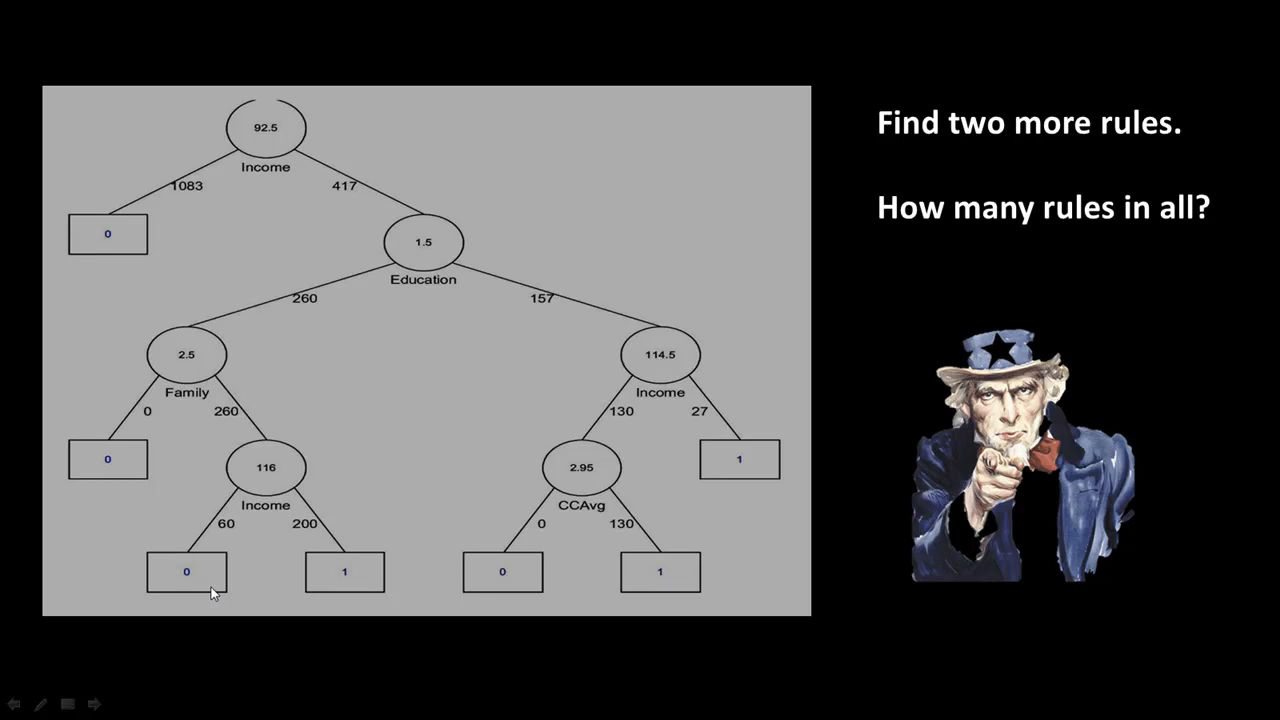 92.5
Income
1083 417
0
1.5
Education
260 157
2.5
Family
0 260
114.5
Income
130 27
0
116
Income
60 200
2.95
CCAvg
0 130
1
0
1
0
1
Find two more rules.
How many rules in all?